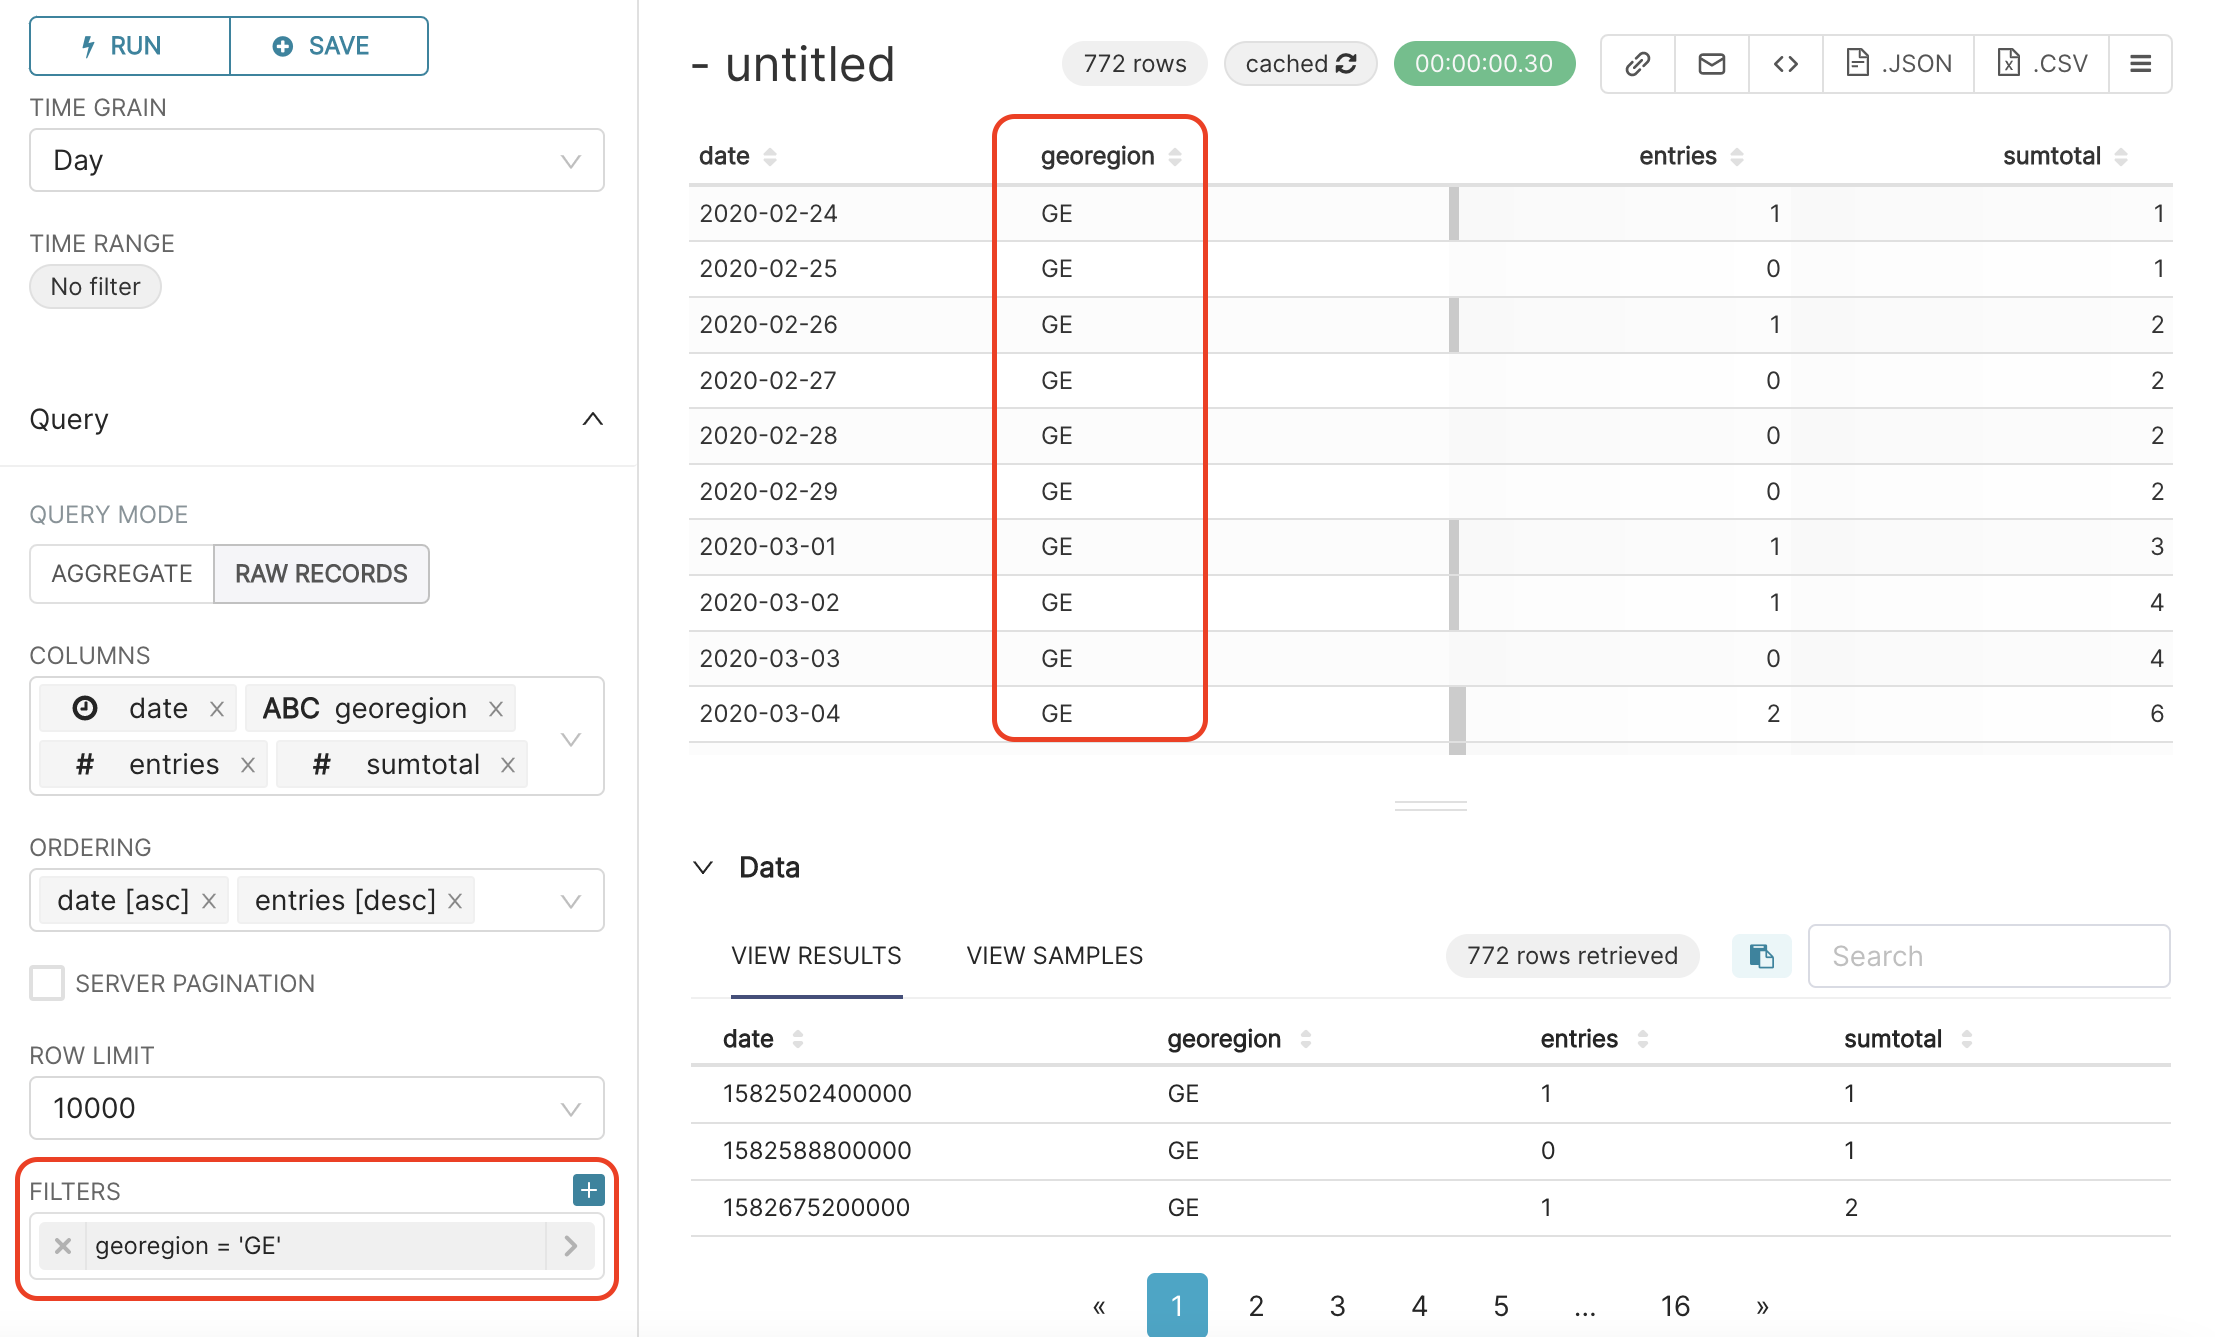 RUN
SAVE
TIME GRAIN
Day
TIME RANGE
No filter
Query
QUERY MODE
AGGREGATE
RAW RECORDS
COLUMNS
date × ABC georegion ×
# entries × # sumtotal ×
ORDERING
date [asc] × entries [desc] ×
SERVER PAGINATION
ROW LIMIT
10000
FILTERS
georegion = 'GE'
- untitled
772 rows
cached
00:00:00.30
.JSON
.CSV
date georegion entries sumtotal
2020-02-24 GE 1 1
2020-02-25 GE 0 1
2020-02-26 GE 1 2
2020-02-27 GE 0 2
2020-02-28 GE 0 2
2020-02-29 GE 0 2
2020-03-01 GE 1 3
2020-03-02 GE 1 4
2020-03-03 GE 0 4
2020-03-04 GE 2 6
Data
VIEW RESULTS
VIEW SAMPLES
772 rows retrieved
Search
date georegion entries sumtotal
1582502400000 GE 1 1
1582588800000 GE 0 1
1582675200000 GE 1 2
« 1 2 3 4 5 ... 16 »